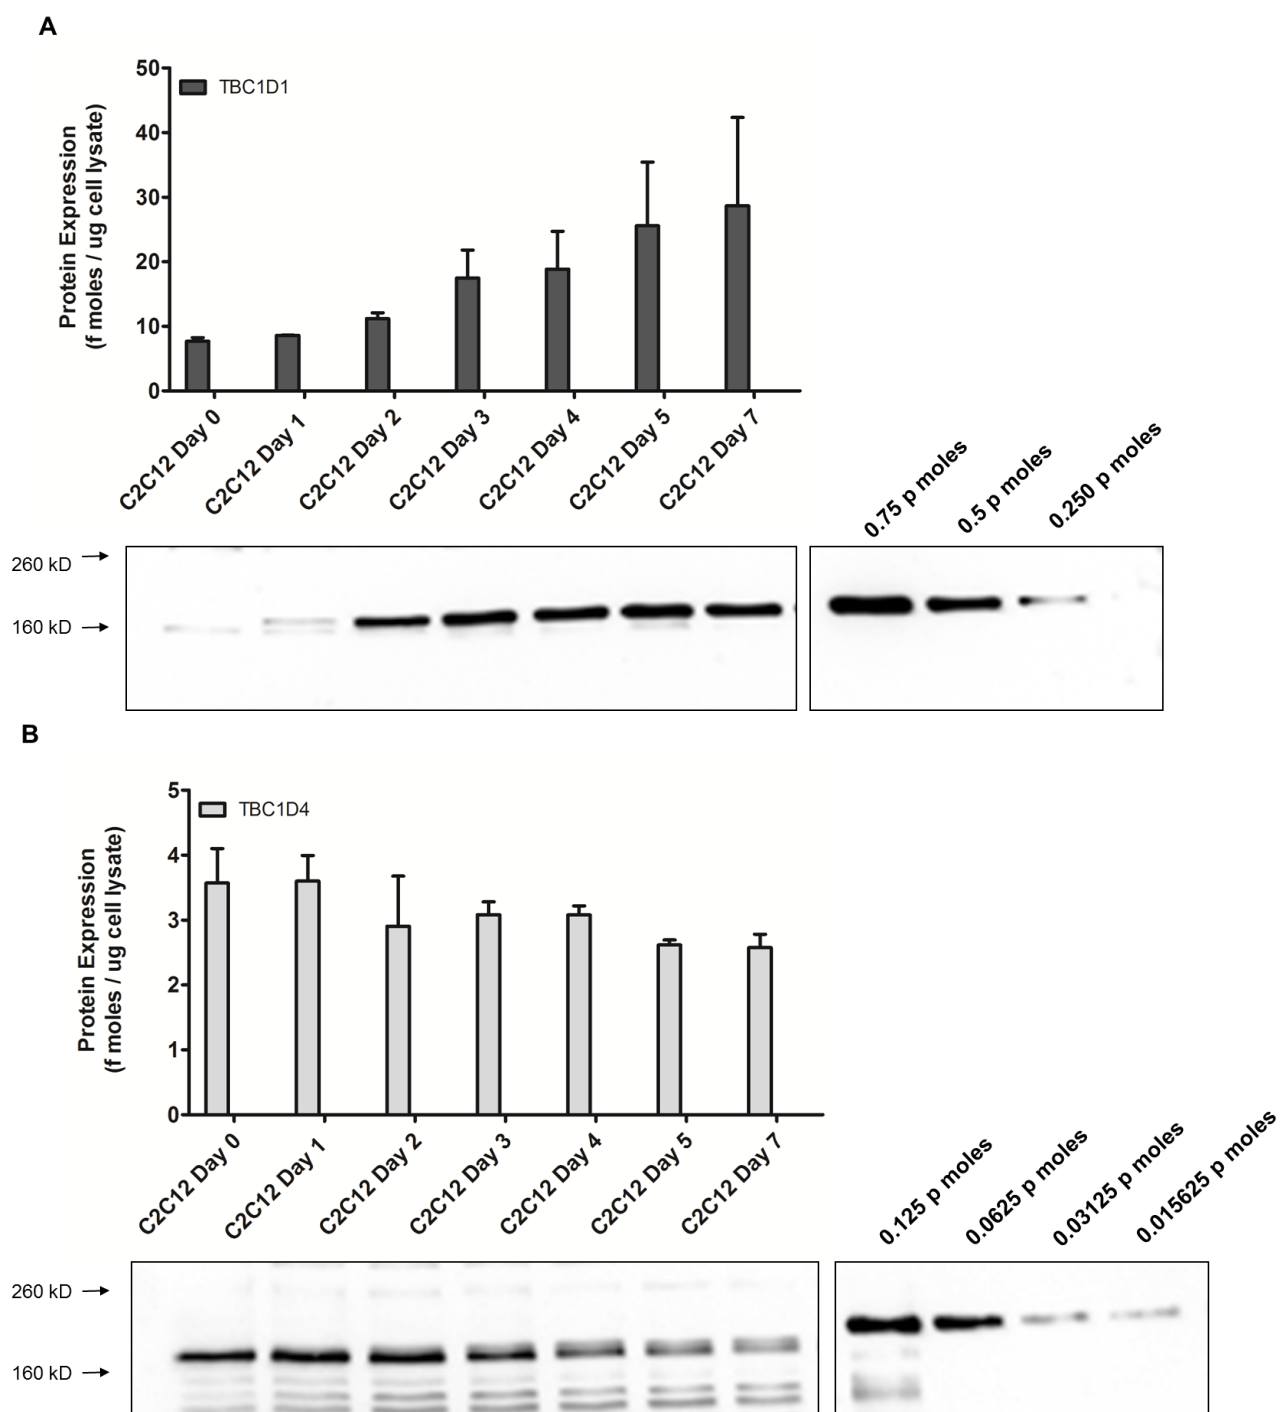 A
50
TBC1D1
40
30
20
10
0
Protein Expression
(f moles / ug cell lysate)
C2C12 Day 0
C2C12 Day 1
C2C12 Day 2
C2C12 Day 3
C2C12 Day 4
C2C12 Day 5
C2C12 Day 7
0.75 p moles
0.5 p moles
0.250 p moles
260 kD
160 kD
B
5
TBC1D4
4
3
2
1
0
Protein Expression
(f moles / ug cell lysate)
C2C12 Day 0
C2C12 Day 1
C2C12 Day 2
C2C12 Day 3
C2C12 Day 4
C2C12 Day 5
C2C12 Day 7
0.125 p moles
0.0625 p moles
0.03125 p moles
0.015625 p moles
260 kD
160 kD